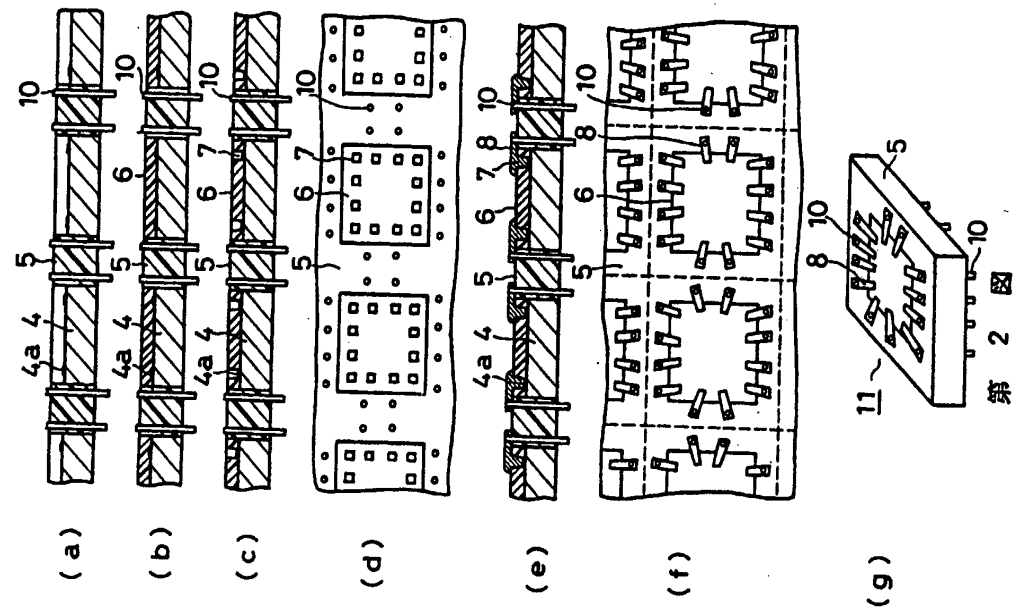 (a) 4a 4 5 10
(b) 4a 4 5 6 10
(c) 4a 4 5 6 7 10
(d) 5 6 7 10
(e) 4a 4 5 6 7 8 10
(f) 5 6 8 10
(g) 11 8 10 5 10
第 2 図